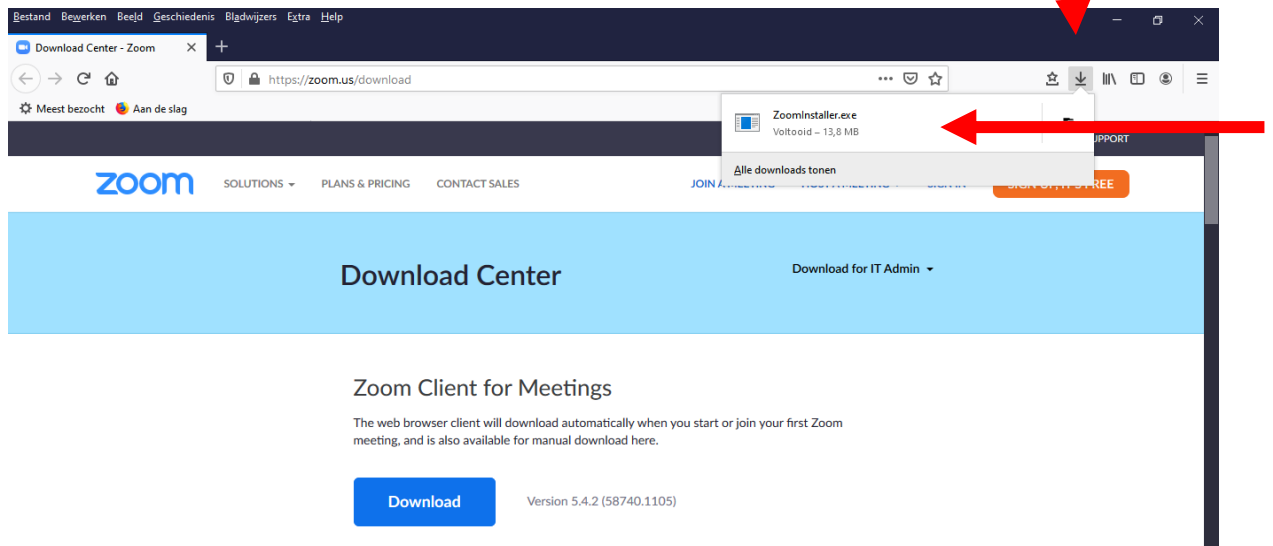 Bestand Bewerken Beeld Geschiedenis Bladwijzers Extra Help
Download Center - Zoom
https://zoom.us/download
Meest bezocht Aan de slag
ZoomInstaller.exe
Voltooid – 13,8 MB
Alle downloads tonen
zoom SOLUTIONS PLANS & PRICING CONTACT SALES
Download Center
Download for IT Admin
Zoom Client for Meetings
The web browser client will download automatically when you start or join your first Zoom
meeting, and is also available for manual download here.
Download Version 5.4.2 (58740.1105)